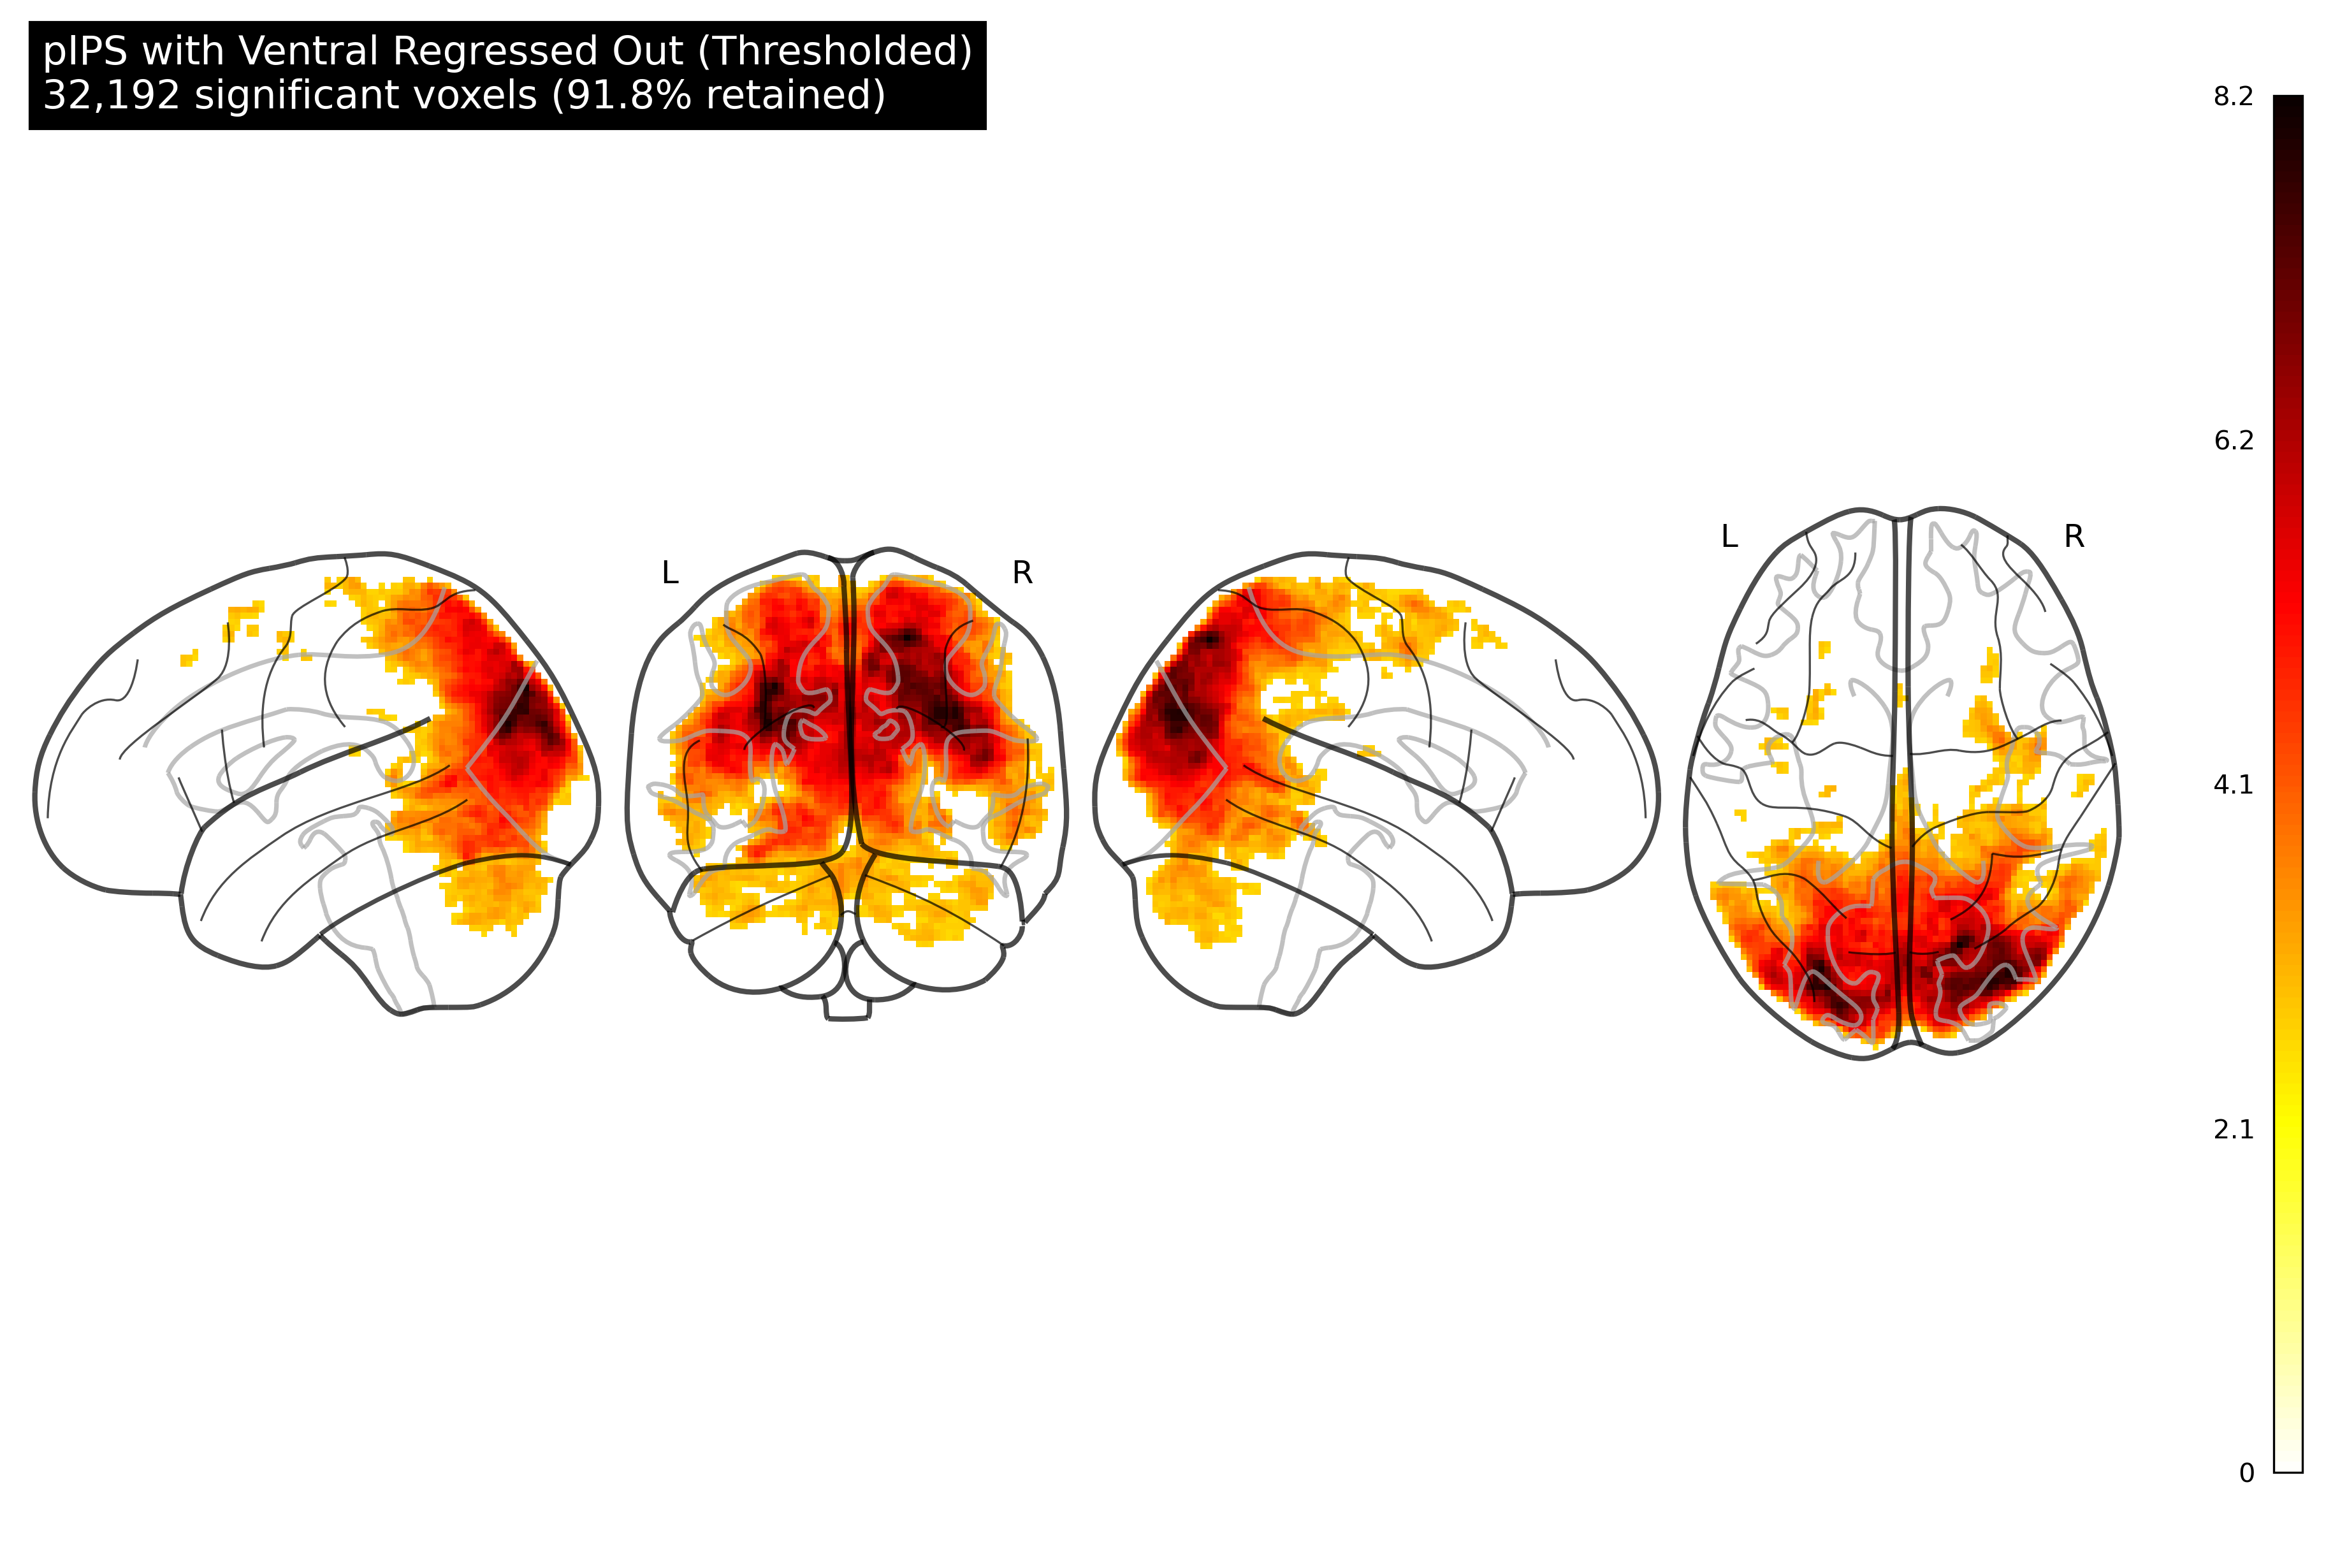 pIPS with Ventral Regressed Out (Thresholded)
32,192 significant voxels (91.8% retained)
8.2
6.2
4.1
2.1
0
L
R
L
R